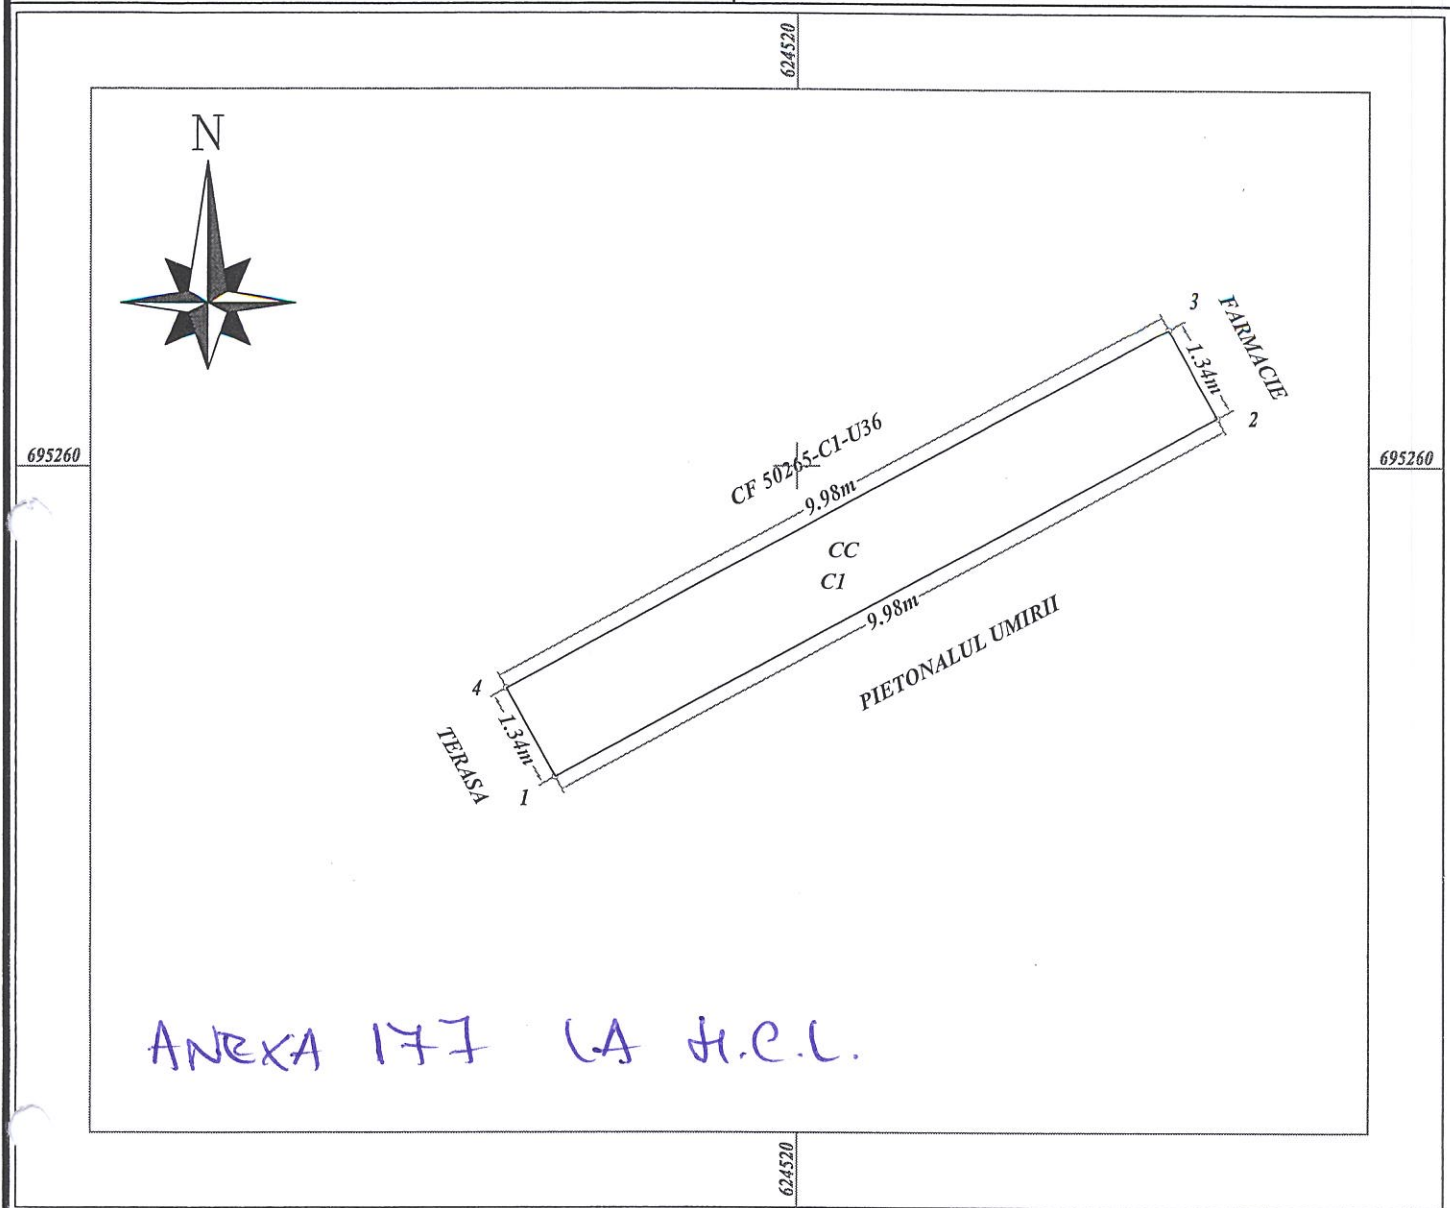 624520
N
3
FARMACIE
1.34m
2
695260
695260
CF 50265-C1-U36
9.98m
CC
C1
9.98m
PIETONALUL UMIRII
4
1.34m
TERASA
1
ANEXA 177 LA H.C.L.
624520